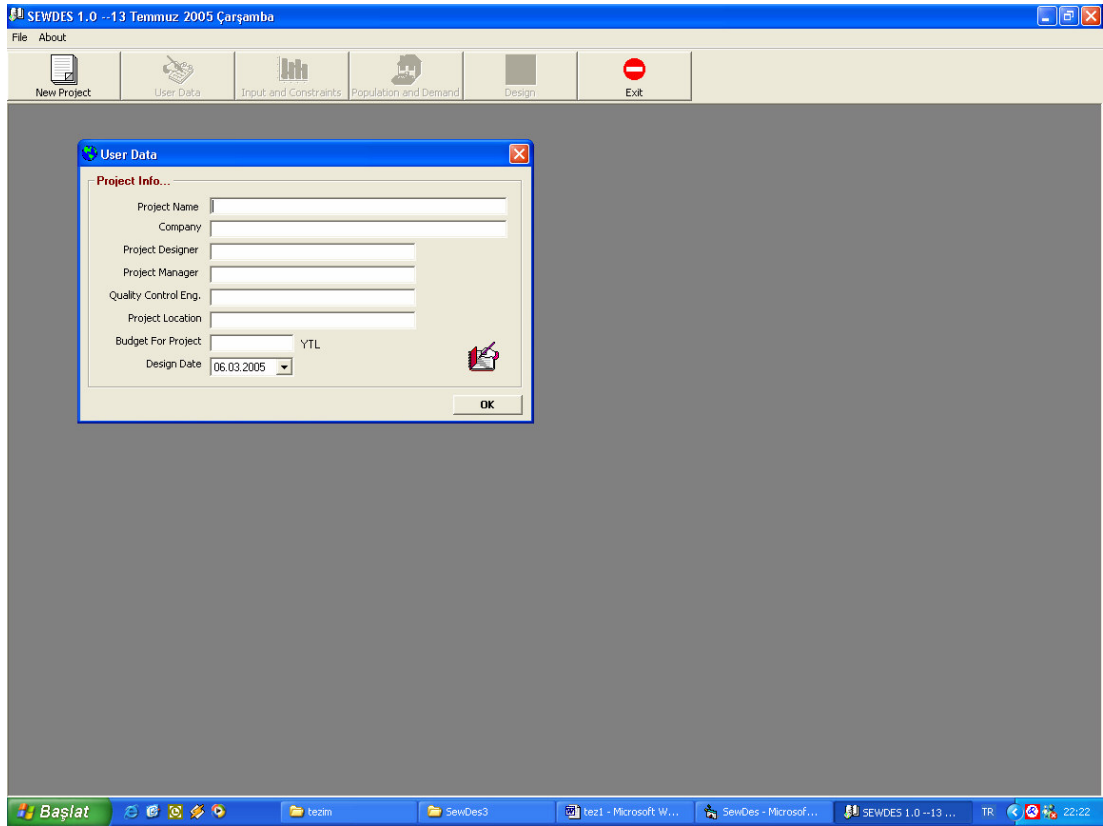 SEWDES 1.0 --13 Temmuz 2005 Çarşamba
File About
New Project User Data Input and Constraints Population and Demand Design Exit
User Data
Project Info...
Project Name
Company
Project Designer
Project Manager
Quality Control Eng.
Project Location
Budget For Project YTL
Design Date 06.03.2005
OK
Başlat tezim SewDes3 tez1 - Microsoft W... SewDes - Microsof... SEWDES 1.0 --13 ... TR 22:22